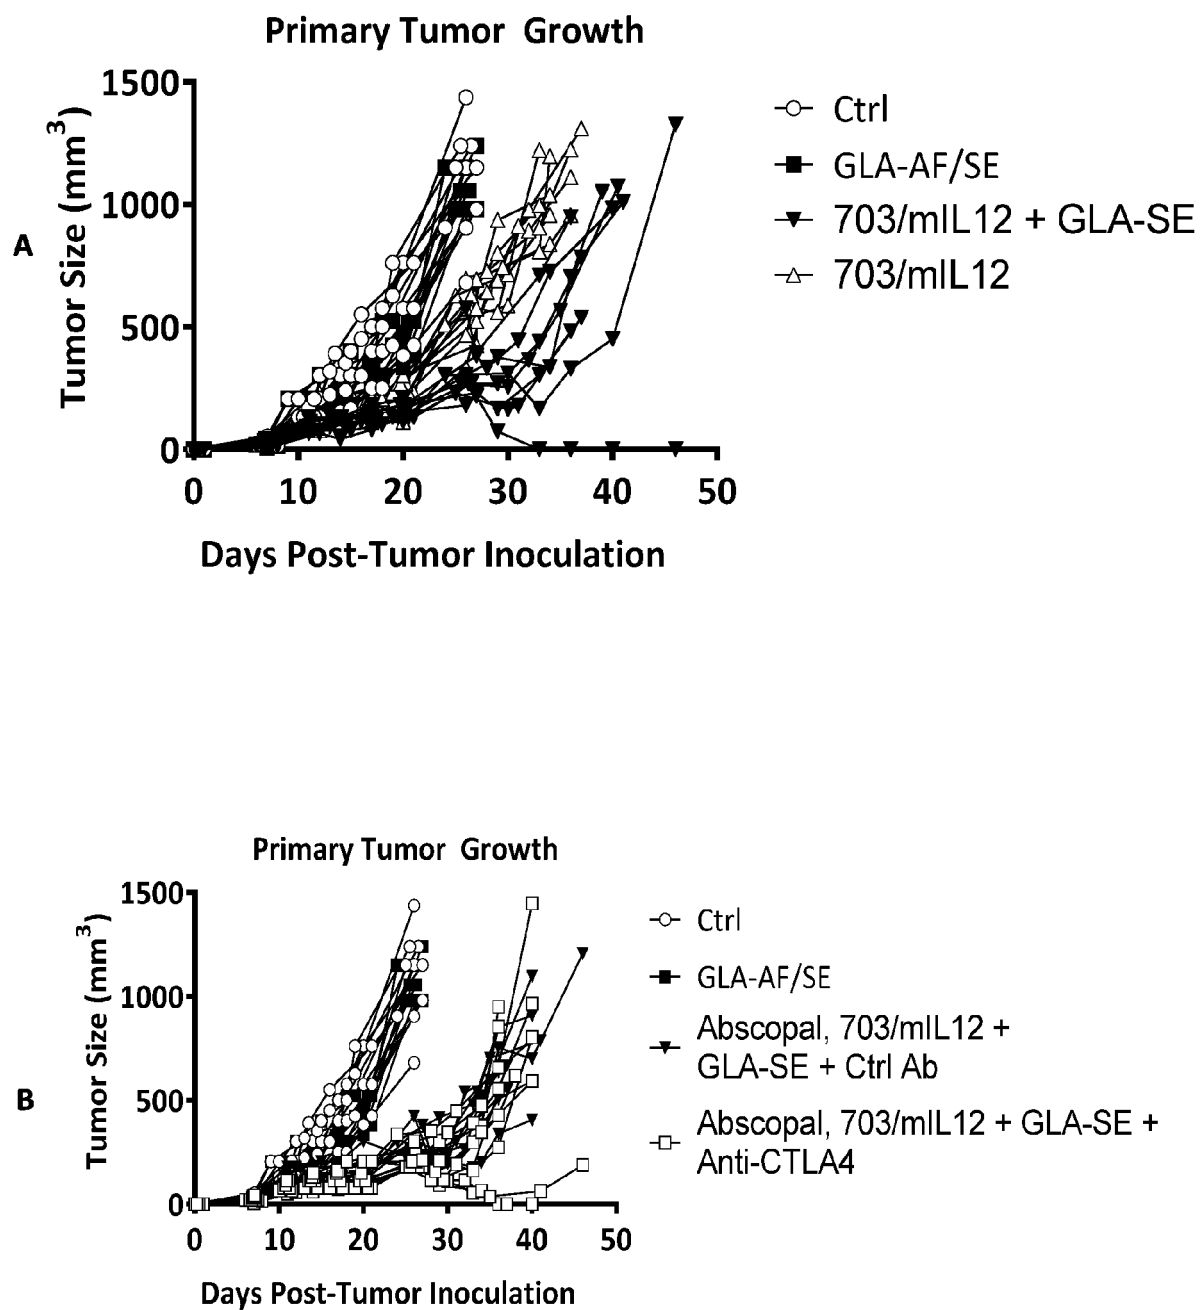 Primary Tumor Growth
A
Tumor Size (mm³)
1500
1000
500
0
0 10 20 30 40 50
Days Post-Tumor Inoculation
Ctrl
GLA-AF/SE
703/mIL12 + GLA-SE
703/mIL12
Primary Tumor Growth
B
Tumor Size (mm³)
1500
1000
500
0
0 10 20 30 40 50
Days Post-Tumor Inoculation
Ctrl
GLA-AF/SE
Abscopal, 703/mIL12 +
GLA-SE + Ctrl Ab
Abscopal, 703/mIL12 + GLA-SE +
Anti-CTLA4